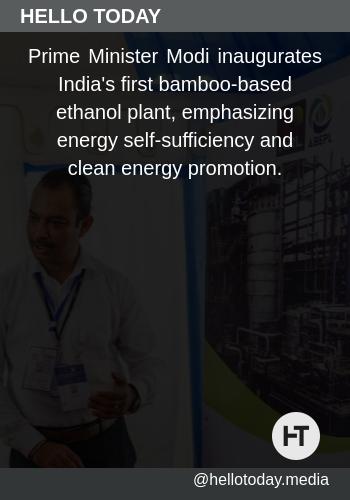 HELLO TODAY
Prime Minister Modi inaugurates
India's first bamboo-based
ethanol plant, emphasizing
energy self-sufficiency and
clean energy promotion.
HT
@hellotoday.media